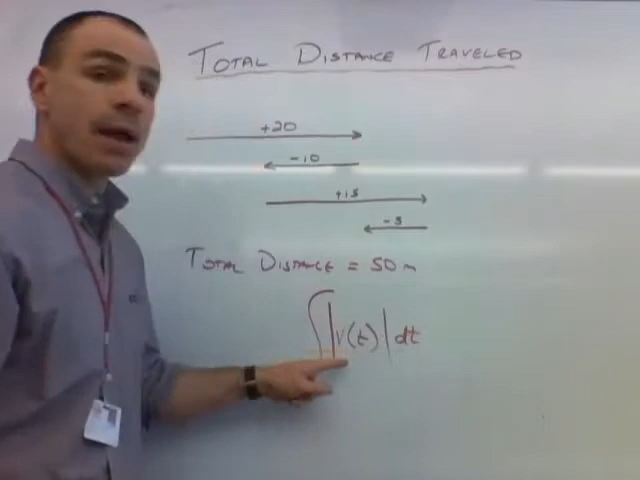 TOTAL DISTANCE TRAVELED
+20
-10
+15
-5
TOTAL DISTANCE = 50 m
∫|v(t)|dt